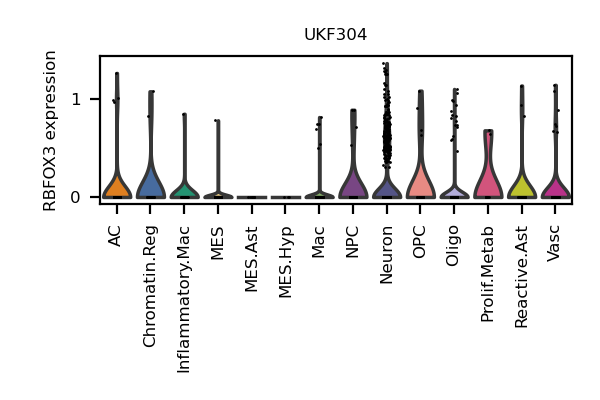 UKF304
RBFOX3 expression
1
0
AC
Chromatin.Reg
Inflammatory.Mac
MES
MES.Ast
MES.Hyp
Mac
NPC
Neuron
OPC
Oligo
Prolif.Metab
Reactive.Ast
Vasc